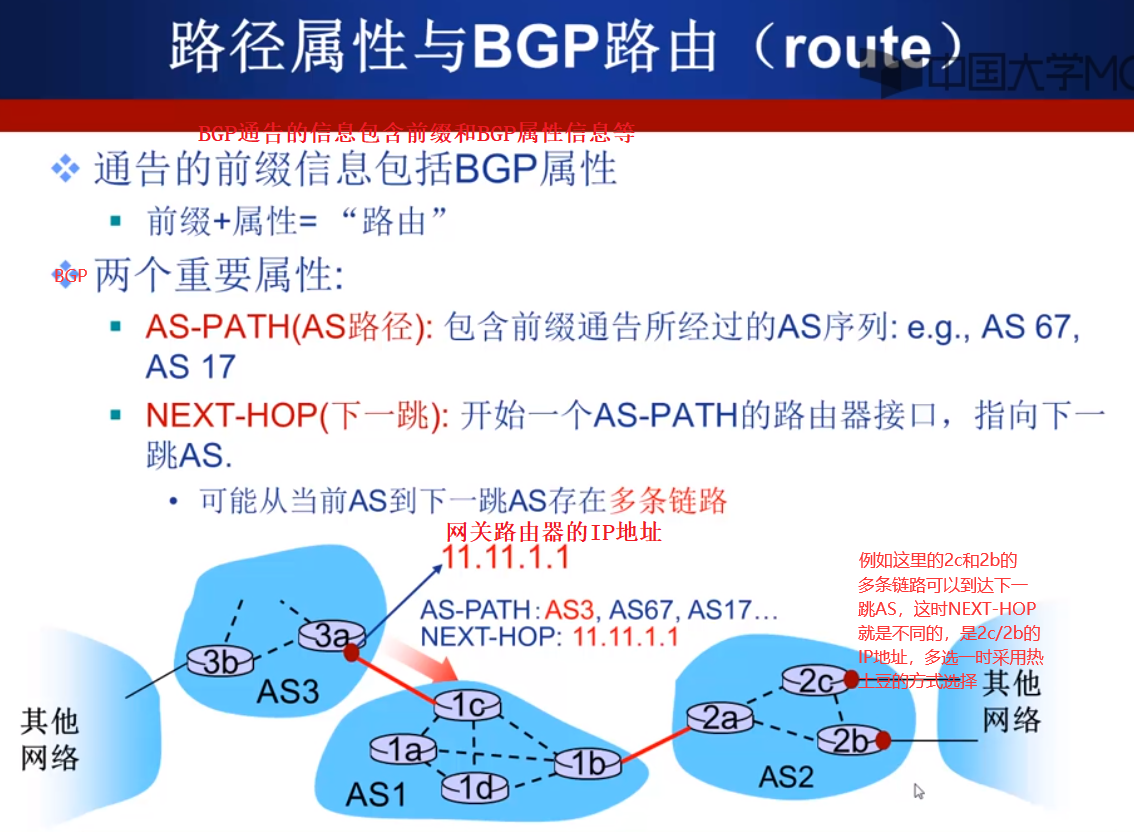 路径属性与BGP路由（route）
中国大学MO
BGP通告的信息包含前缀和BGP属性信息等
通告的前缀信息包括BGP属性
前缀+属性= “路由”
BGP 两个重要属性:
AS-PATH(AS路径): 包含前缀通告所经过的AS序列: e.g., AS 67,
AS 17
NEXT-HOP(下一跳): 开始一个AS-PATH的路由器接口，指向下一
跳AS.
可能从当前AS到下一跳AS存在多条链路
网关路由器的IP地址
11.11.1.1
AS-PATH：AS3, AS67, AS17…
NEXT-HOP: 11.11.1.1
例如这里的2c和2b的
多条链路可以到达下一
跳AS，这时NEXT-HOP
就是不同的，是2c/2b的
IP地址，多选一时采用热
土豆的方式选择
3a
3b
AS3
其他
网络
1c
1a
1b
1d
AS1
2c
2a
2b
AS2
其他
网络